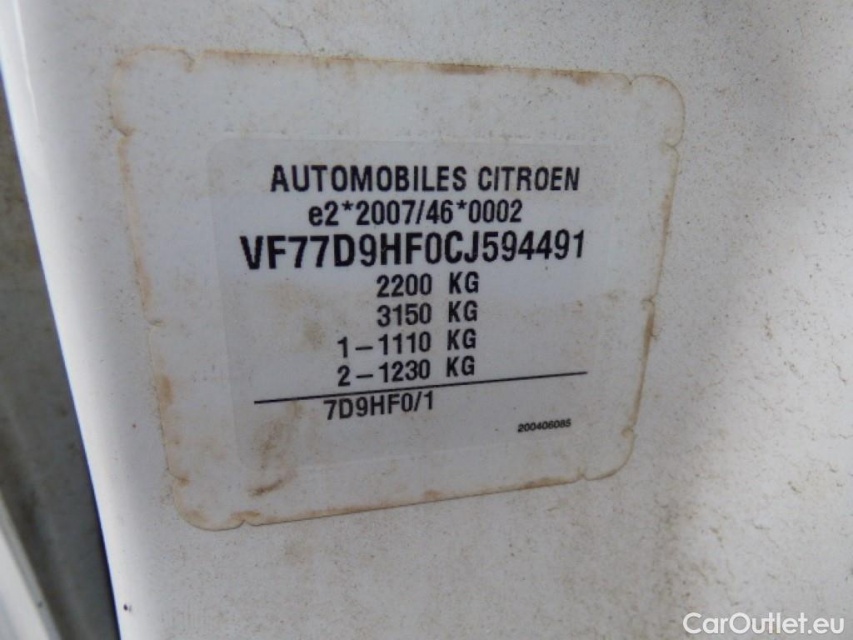 AUTOMOBILES CITROEN
e2*2007/46*0002
VF77D9HF0CJ594491
2200 KG
3150 KG
1-1110 KG
2-1230 KG
7D9HF0/1
200406085
CarOutlet.eu